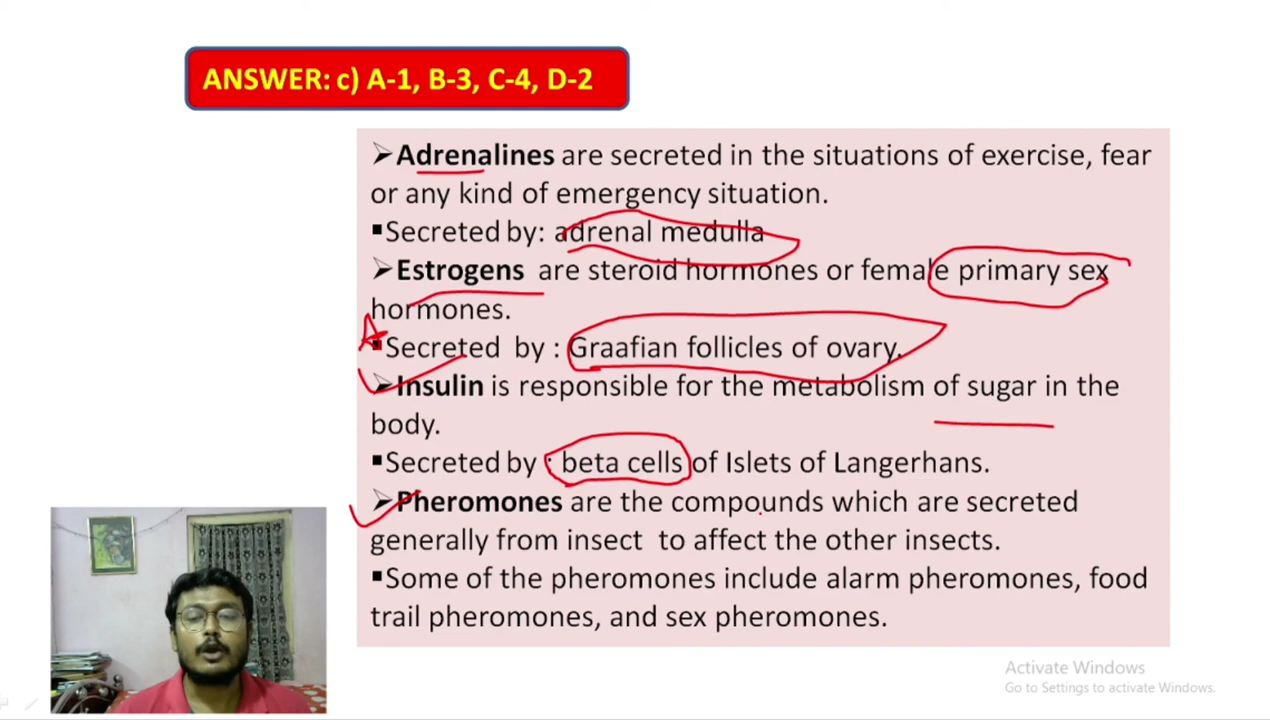 ANSWER: c) A-1, B-3, C-4, D-2
➤Adrenalines are secreted in the situations of exercise, fear
or any kind of emergency situation.
▪Secreted by: adrenal medulla
➤Estrogens are steroid hormones or female primary sex
hormones.
▪Secreted by : Graafian follicles of ovary.
➤Insulin is responsible for the metabolism of sugar in the
body.
▪Secreted by : beta cells of Islets of Langerhans.
➤Pheromones are the compounds which are secreted
generally from insect to affect the other insects.
▪Some of the pheromones include alarm pheromones, food
trail pheromones, and sex pheromones.
Activate Windows
Go to Settings to activate Windows.